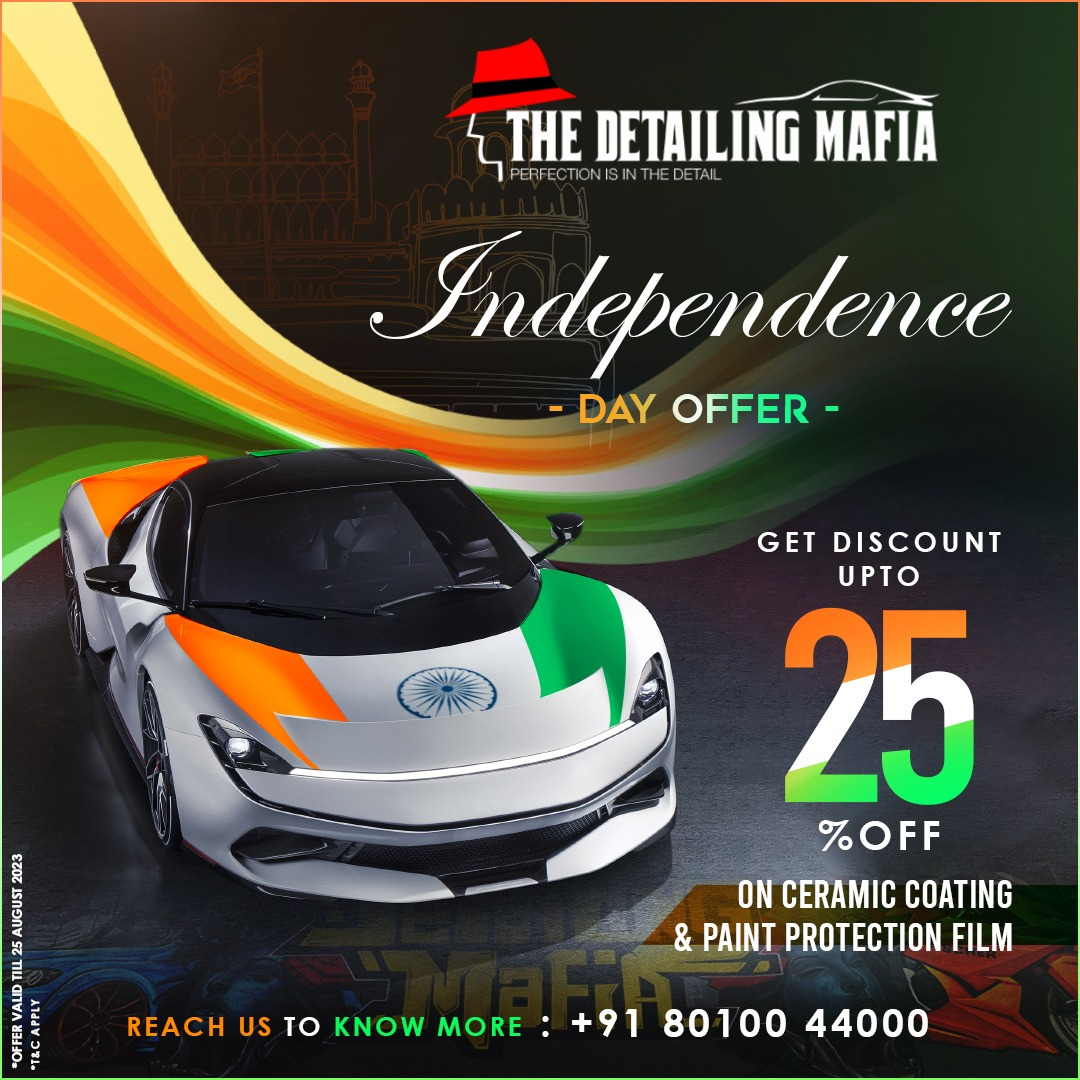 THE DETAILING MAFIA
PERFECTION IS IN THE DETAIL
Independence
- DAY OFFER -
GET DISCOUNT
UPTO
25
%OFF
ON CERAMIC COATING
& PAINT PROTECTION FILM
MaFiA
REACH US TO KNOW MORE : +91 80100 44000
*OFFER VALID TILL 25 AUGUST 2023
*T&C APPLY